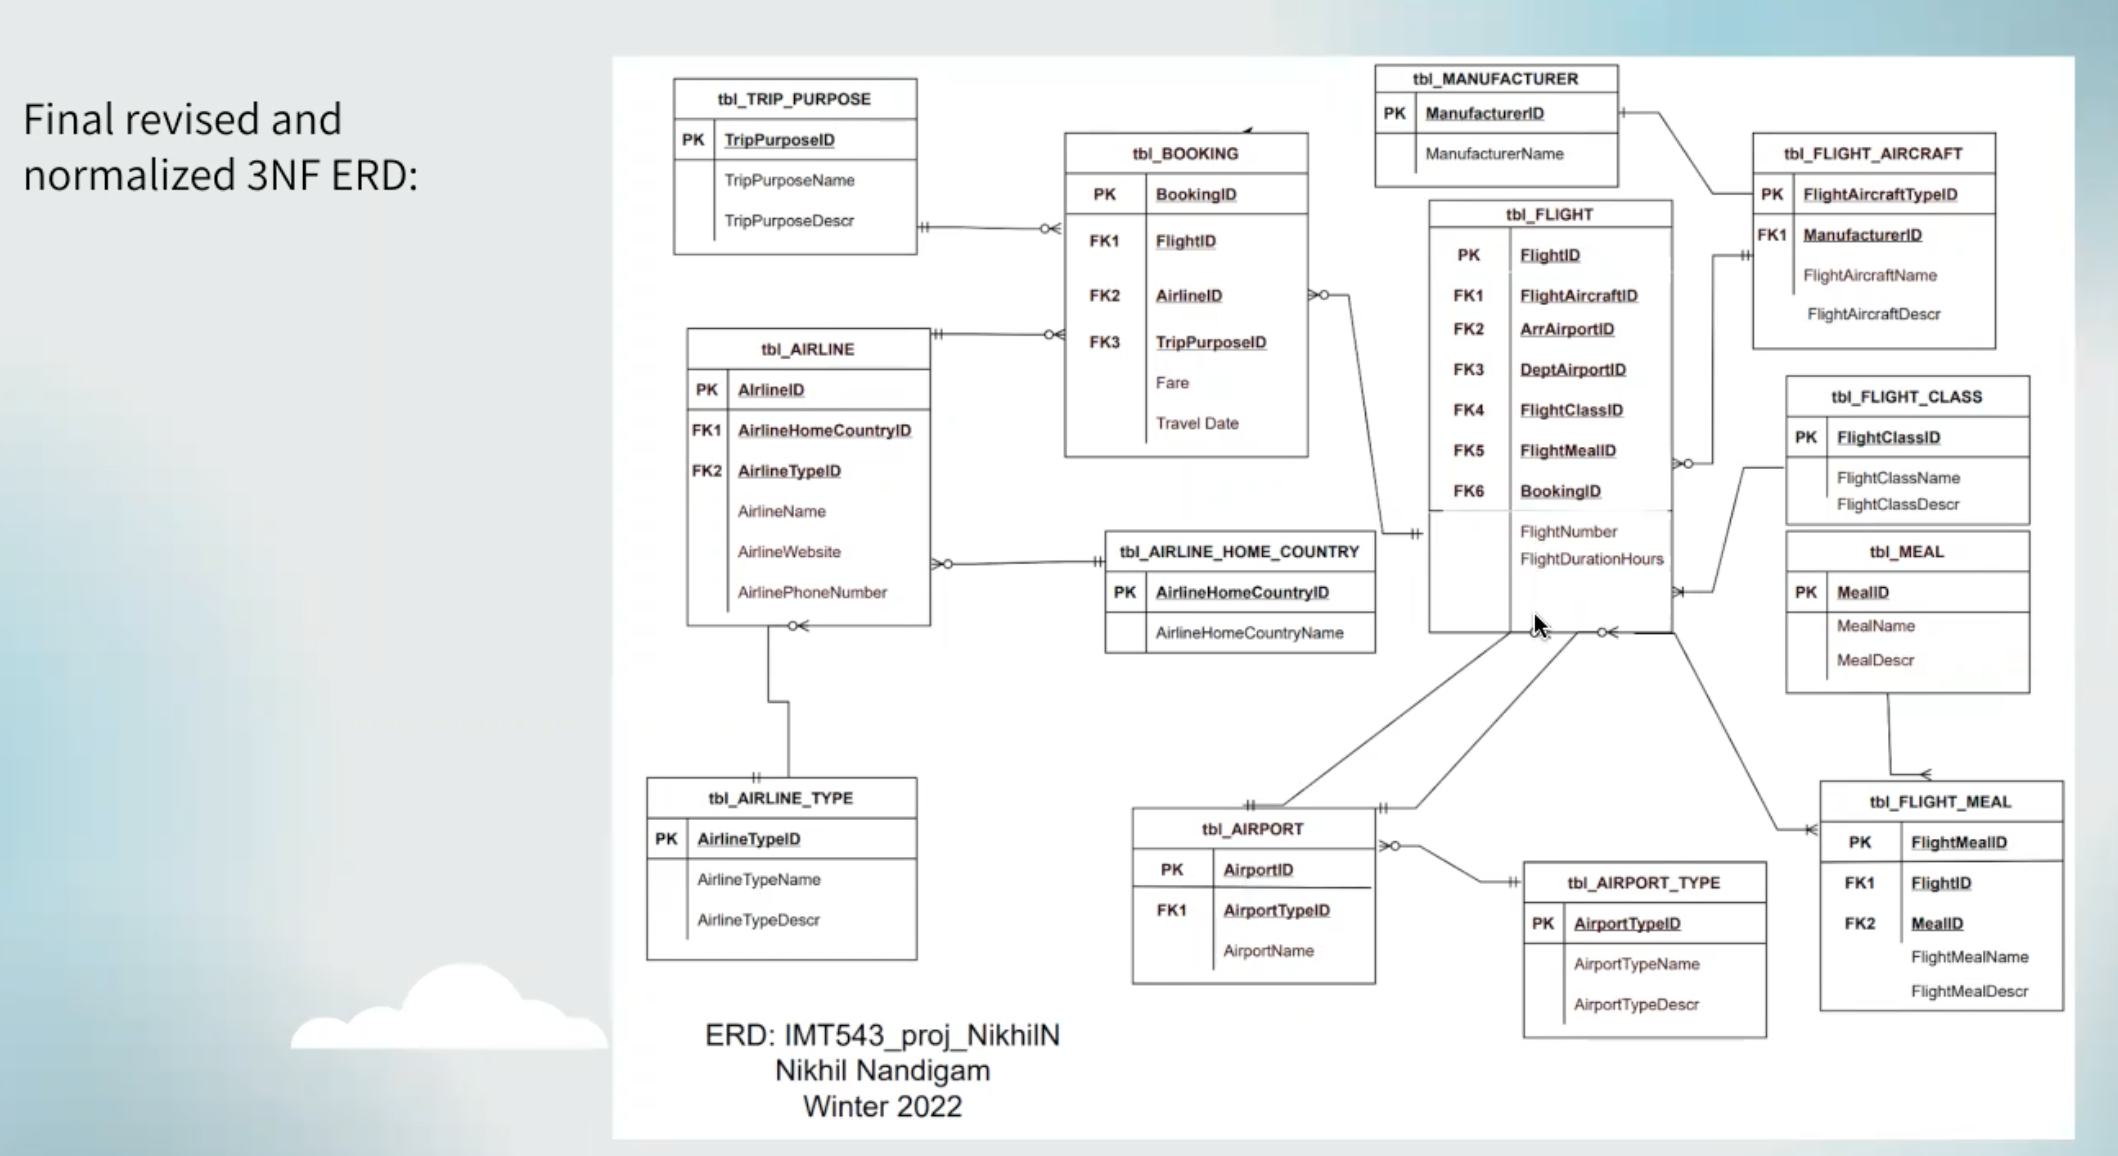 Final revised and
normalized 3NF ERD:
tbl_TRIP_PURPOSE
PK TripPurposeID
TripPurposeName
TripPurposeDescr
tbl_BOOKING
PK BookingID
FK1 FlightID
FK2 AirlineID
FK3 TripPurposeID
Fare
Travel Date
tbl_MANUFACTURER
PK ManufacturerID
ManufacturerName
tbl_FLIGHT_AIRCRAFT
PK FlightAircraftTypeID
FK1 ManufacturerID
FlightAircraftName
FlightAircraftDescr
tbl_FLIGHT
PK FlightID
FK1 FlightAircraftID
FK2 ArrAirportID
FK3 DeptAirportID
FK4 FlightClassID
FK5 FlightMealID
FK6 BookingID
FlightNumber
FlightDurationHours
tbl_AIRLINE
PK AIrlineID
FK1 AirlineHomeCountryID
FK2 AirlineTypeID
AirlineName
AirlineWebsite
AirlinePhoneNumber
tbl_FLIGHT_CLASS
PK FlightClassID
FlightClassName
FlightClassDescr
tbl_AIRLINE_HOME_COUNTRY
PK AirlineHomeCountryID
AirlineHomeCountryName
tbl_MEAL
PK MealID
MealName
MealDescr
tbl_AIRLINE_TYPE
PK AirlineTypeID
AirlineTypeName
AirlineTypeDescr
tbl_AIRPORT
PK AirportID
FK1 AirportTypeID
AirportName
tbl_AIRPORT_TYPE
PK AirportTypeID
AirportTypeName
AirportTypeDescr
tbl_FLIGHT_MEAL
PK FlightMealID
FK1 FlightID
FK2 MealID
FlightMealName
FlightMealDescr
ERD: IMT543_proj_NikhilN
Nikhil Nandigam
Winter 2022